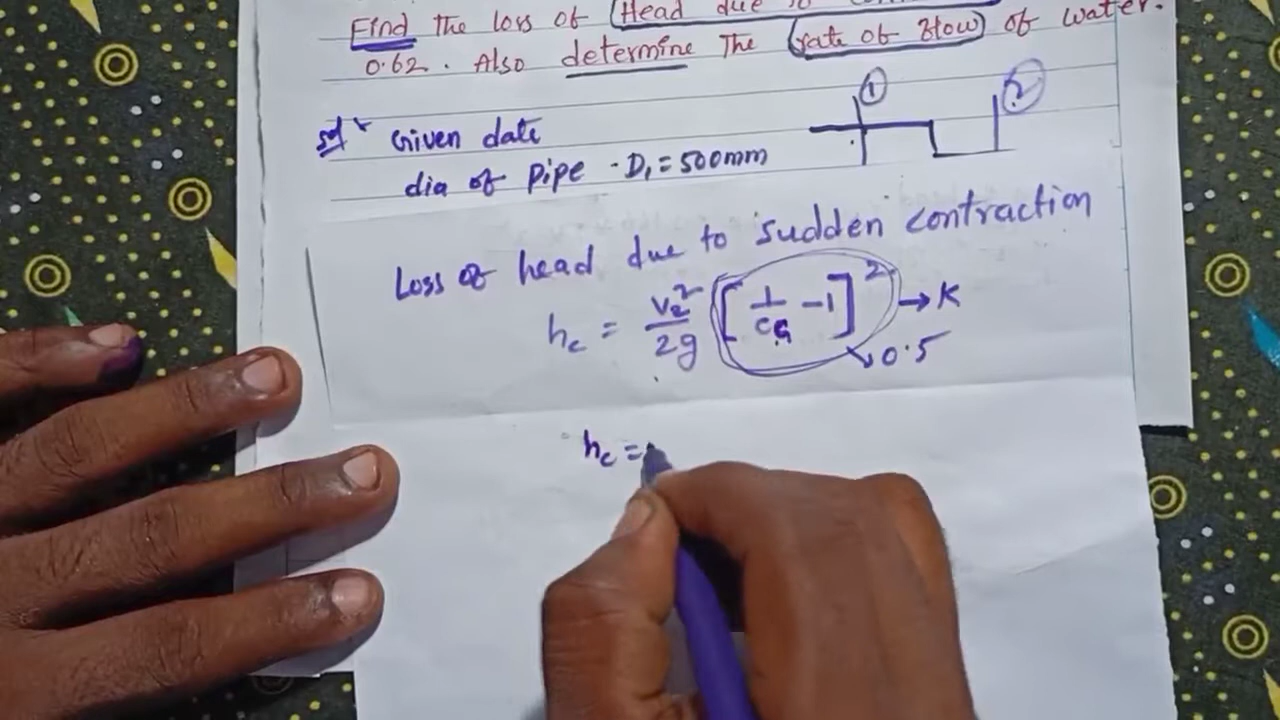 Find the loss of Head due to
0.62. Also determine The rate of flow of water.
①
②
sol Given date
dia of pipe - D₁ = 500mm
Loss of head due to sudden contraction
hc = V₂²/2g [1/cc -1]² → K
↘ 0.5
hc =